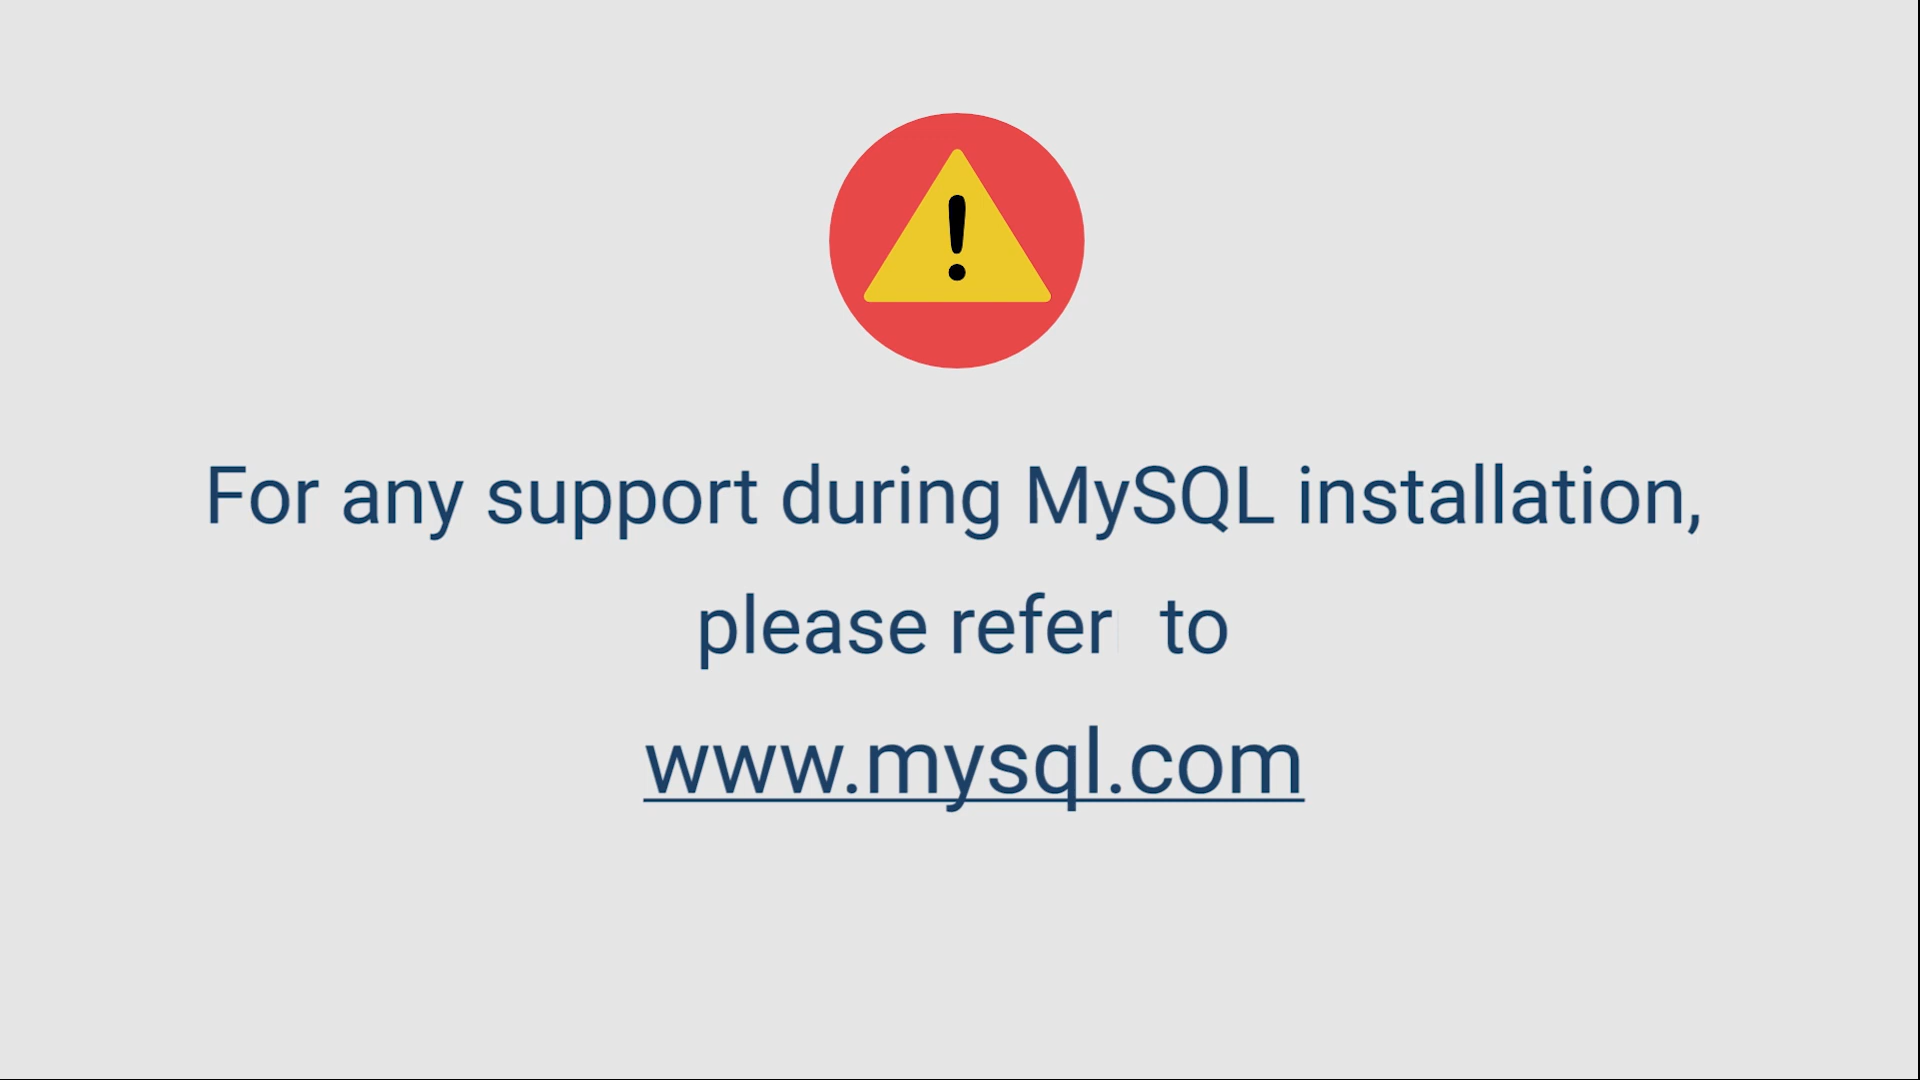 For any support during MySQL installation,
please refer to
www.mysql.com